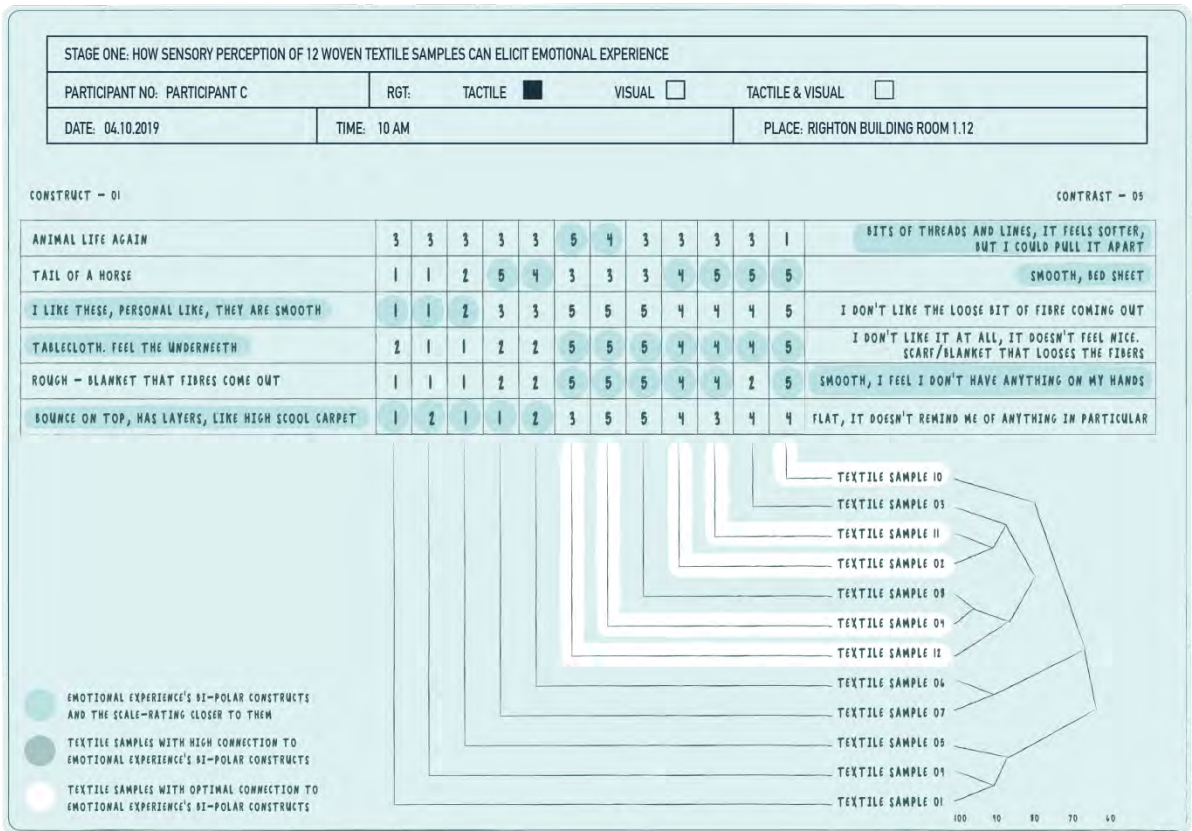 STAGE ONE: HOW SENSORY PERCEPTION OF 12 WOVEN TEXTILE SAMPLES CAN ELICIT EMOTIONAL EXPERIENCE
PARTICIPANT NO: PARTICIPANT C RGT: TACTILE VISUAL TACTILE & VISUAL
DATE: 04.10.2019 TIME: 10 AM PLACE: RIGHTON BUILDING ROOM 1.12
CONSTRUCT - 01 CONTRAST - 05
ANIMAL LIFE AGAIN 3 3 3 3 3 5 4 3 3 3 3 1 BITS OF THREADS AND LINES, IT FEELS SOFTER,
BUT I COULD PULL IT APART
TAIL OF A HORSE 1 1 2 5 4 3 3 3 4 5 5 5 SMOOTH, BED SHEET
I LIKE THESE, PERSONAL LIKE, THEY ARE SMOOTH 1 1 2 3 3 5 5 5 4 4 4 5 I DON'T LIKE THE LOOSE BIT OF FIBRE COMING OUT
TABLECLOTH. FEEL THE UNDERNEETH 2 1 1 2 2 5 5 5 4 4 4 5 I DON'T LIKE IT AT ALL, IT DOESN'T FEEL NICE.
SCARF/BLANKET THAT LOOSES THE FIBERS
ROUGH - BLANKET THAT FIBRES COME OUT 1 1 1 2 2 5 5 5 4 4 2 5 SMOOTH, I FEEL I DON'T HAVE ANYTHING ON MY HANDS
BOUNCE ON TOP, HAS LAYERS, LIKE HIGH SCOOL CARPET 1 2 1 1 2 3 5 5 4 3 4 4 FLAT, IT DOESN'T REMIND ME OF ANYTHING IN PARTICULAR
TEXTILE SAMPLE 10
TEXTILE SAMPLE 03
TEXTILE SAMPLE 11
TEXTILE SAMPLE 02
TEXTILE SAMPLE 08
TEXTILE SAMPLE 09
TEXTILE SAMPLE 12
TEXTILE SAMPLE 06
TEXTILE SAMPLE 07
TEXTILE SAMPLE 05
TEXTILE SAMPLE 04
TEXTILE SAMPLE 01
100 90 80 70 60
EMOTIONAL EXPERIENCE'S BI-POLAR CONSTRUCTS
AND THE SCALE-RATING CLOSER TO THEM
TEXTILE SAMPLES WITH HIGH CONNECTION TO
EMOTIONAL EXPERIENCE'S BI-POLAR CONSTRUCTS
TEXTILE SAMPLES WITH OPTIMAL CONNECTION TO
EMOTIONAL EXPERIENCE'S BI-POLAR CONSTRUCTS